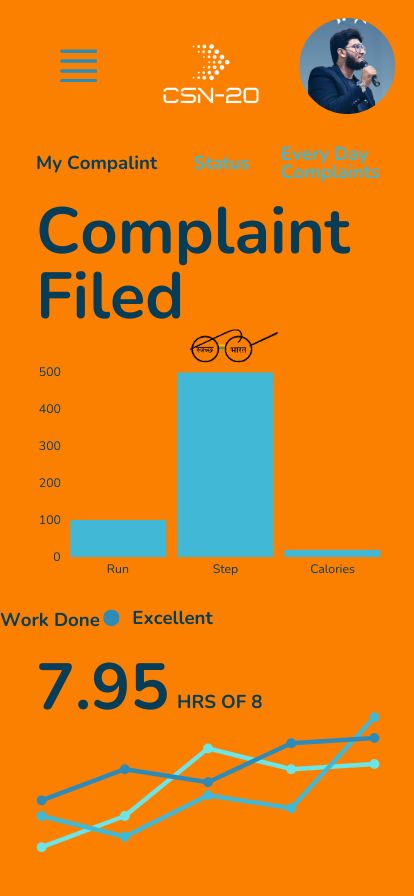 CSN-20
My Compalint
Status
Every Day
Complaints
Complaint
Filed
स्वच्छ भारत
500
400
300
200
100
0
Run
Step
Calories
Work Done
Excellent
7.95 HRS OF 8